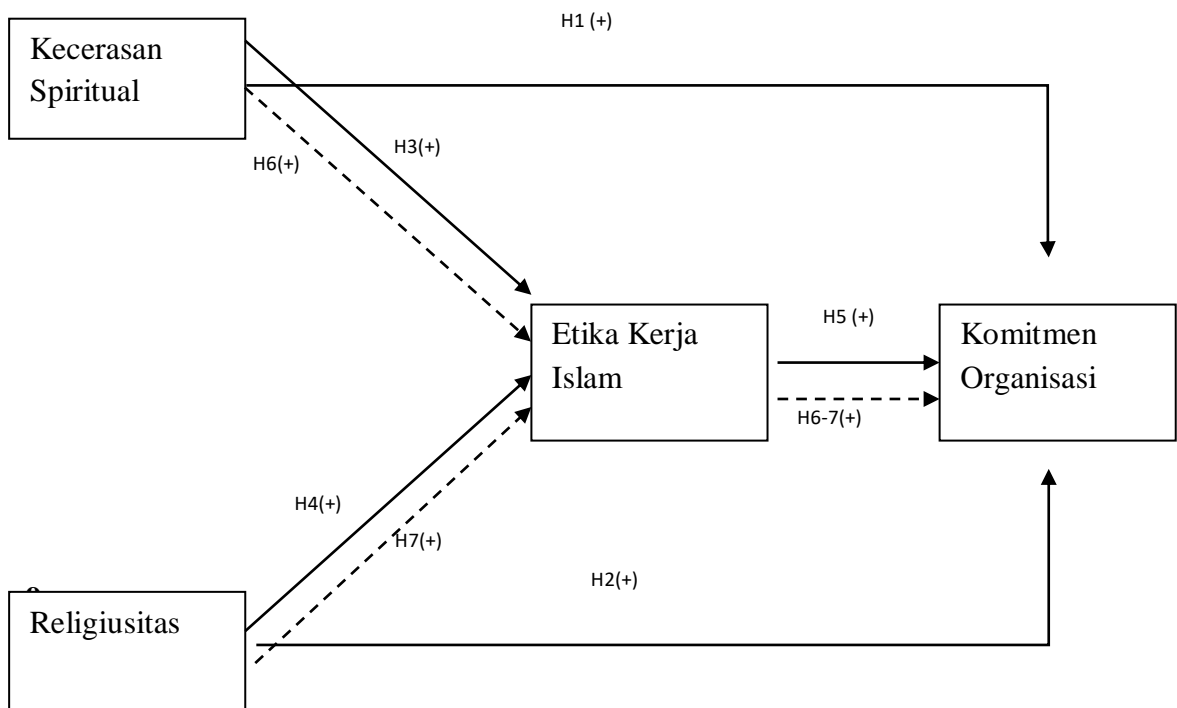 H1 (+)
Kecerasan
Spiritual
H3(+)
H6(+)
Etika Kerja
Islam
H5 (+)
Komitmen
Organisasi
H6-7(+)
H4(+)
H7(+)
H2(+)
Religiusitas